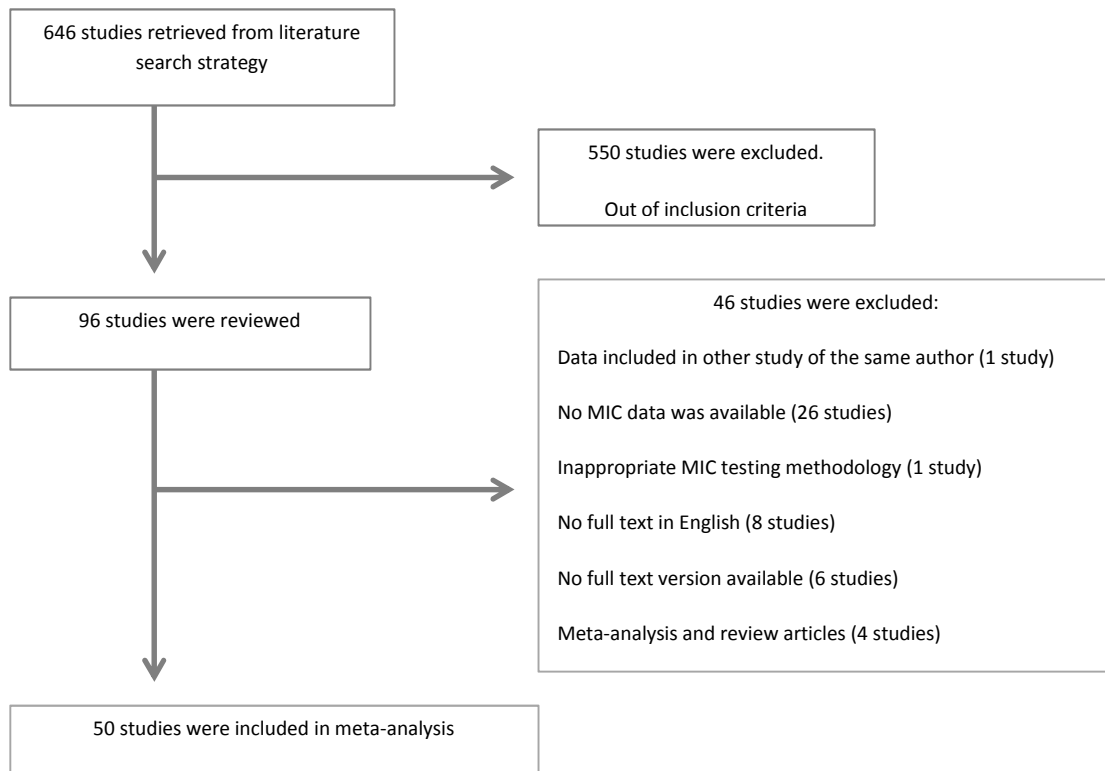 646 studies retrieved from literature
search strategy
550 studies were excluded.
Out of inclusion criteria
96 studies were reviewed
46 studies were excluded:
Data included in other study of the same author (1 study)
No MIC data was available (26 studies)
Inappropriate MIC testing methodology (1 study)
No full text in English (8 studies)
No full text version available (6 studies)
Meta-analysis and review articles (4 studies)
50 studies were included in meta-analysis